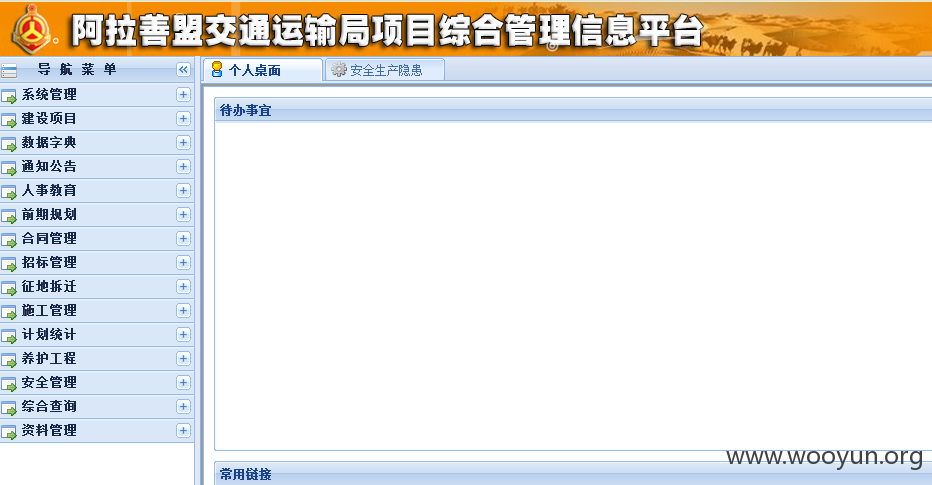 阿拉善盟交通运输局项目综合管理信息平台
导航菜单
个人桌面
安全生产隐患
系统管理
建设项目
数据字典
通知公告
人事教育
前期规划
合同管理
招标管理
征地拆迁
施工管理
计划统计
养护工程
安全管理
综合查询
资料管理
待办事宜
常用链接
www.wooyun.org